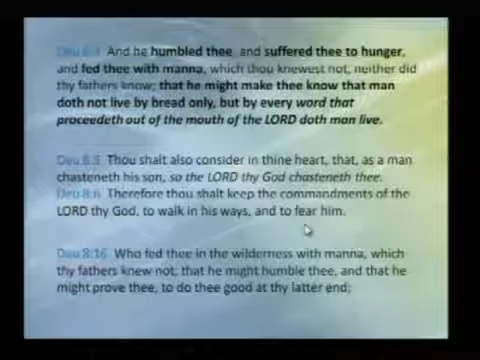 Deu 8:3 And he humbled thee, and suffered thee to hunger,
and fed thee with manna, which thou knewest not, neither did
thy fathers know; that he might make thee know that man
doth not live by bread only, but by every word that
proceedeth out of the mouth of the LORD doth man live.
Deu 8:5 Thou shalt also consider in thine heart, that, as a man
chasteneth his son, so the LORD thy God chasteneth thee.
Deu 8:6 Therefore thou shalt keep the commandments of the
LORD thy God, to walk in his ways, and to fear him.
Deu 8:16 Who fed thee in the wilderness with manna, which
thy fathers knew not, that he might humble thee, and that he
might prove thee, to do thee good at thy latter end;